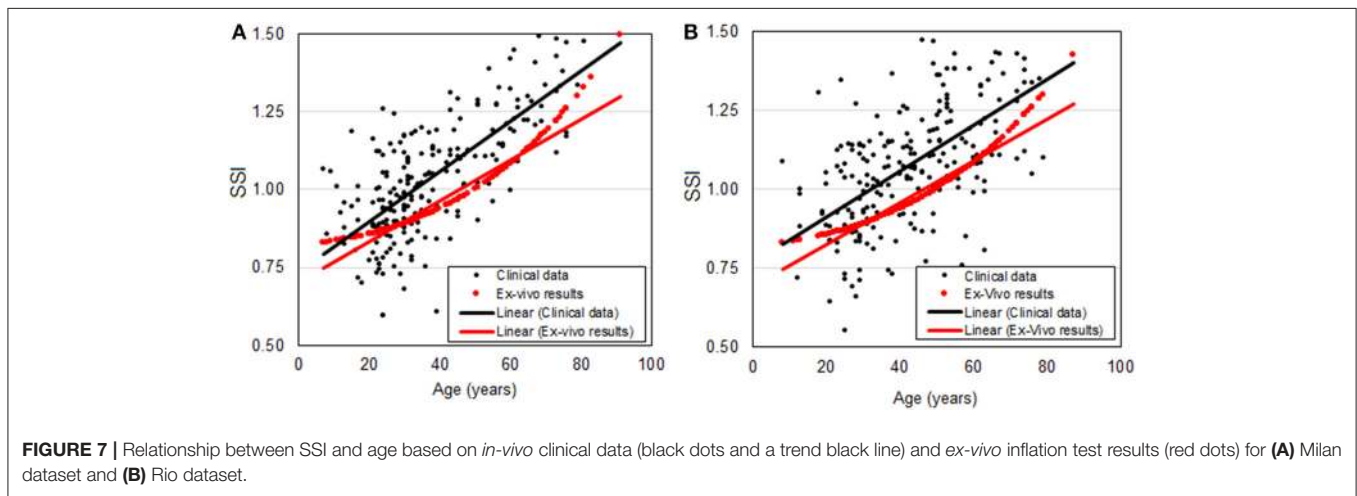 A
1.50
1.25
1.00
0.75
0.50
SSI
Clinical data
Ex-vivo results
Linear (Clinical data)
Linear (Ex-vivo results)
0 20 40 60 80 100
Age (years)
B
1.50
1.25
1.00
0.75
0.50
SSI
Clinical data
Ex-Vivo results
Linear (Clinical data)
Linear (Ex-Vivo results)
0 20 40 60 80 100
Age (years)
FIGURE 7 | Relationship between SSI and age based on in-vivo clinical data (black dots and a trend black line) and ex-vivo inflation test results (red dots) for (A) Milan
dataset and (B) Rio dataset.